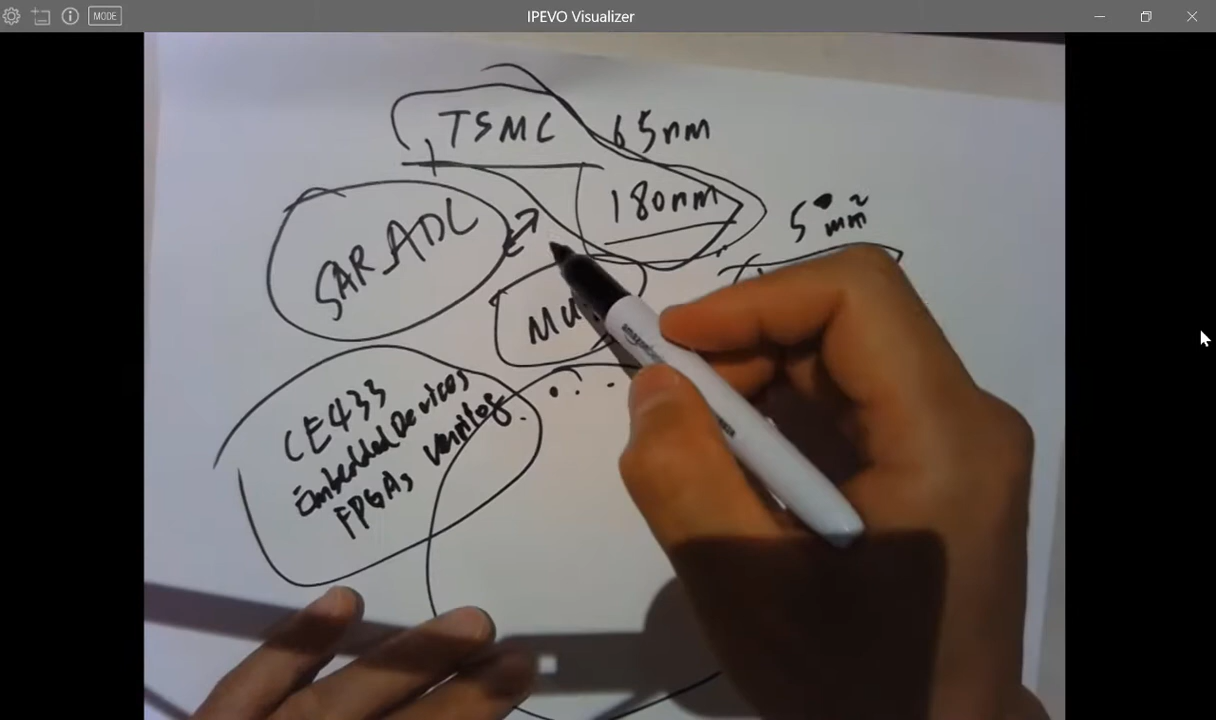 MODE
IPEVO Visualizer
TSMC 65nm
180nm
5 mm²
SAR ADC
CE433
Embedded Devices
FPGAs Verilog